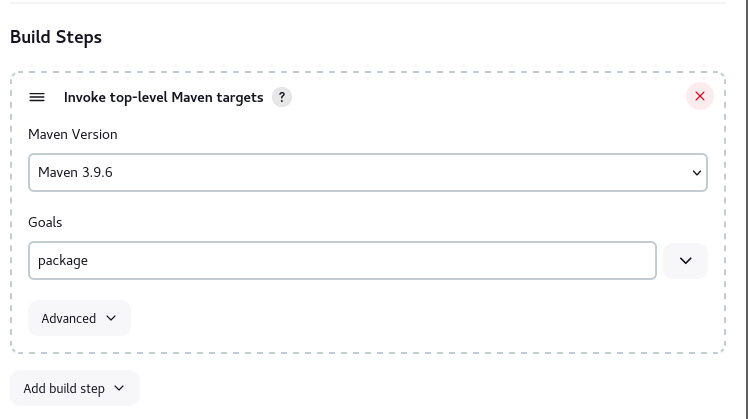 Build Steps
Invoke top-level Maven targets ?
Maven Version
Maven 3.9.6
Goals
package
Advanced
Add build step